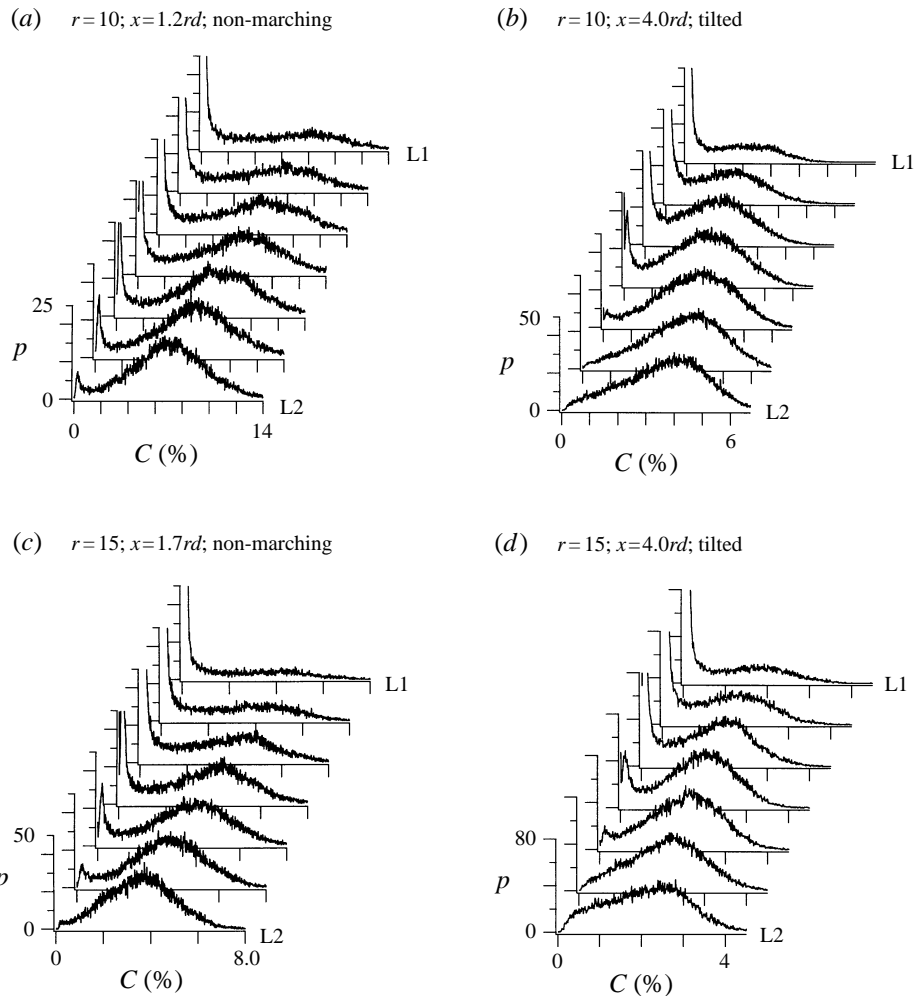 (a) r = 10; x = 1.2rd; non-marching
L1
25
p
0
L2
0 14
C (%)
(b) r = 10; x = 4.0rd; tilted
L1
50
p
0
L2
0 6
C (%)
(c) r = 15; x = 1.7rd; non-marching
L1
50
p
0
L2
0 8.0
C (%)
(d) r = 15; x = 4.0rd; tilted
L1
80
p
0
L2
0 4
C (%)